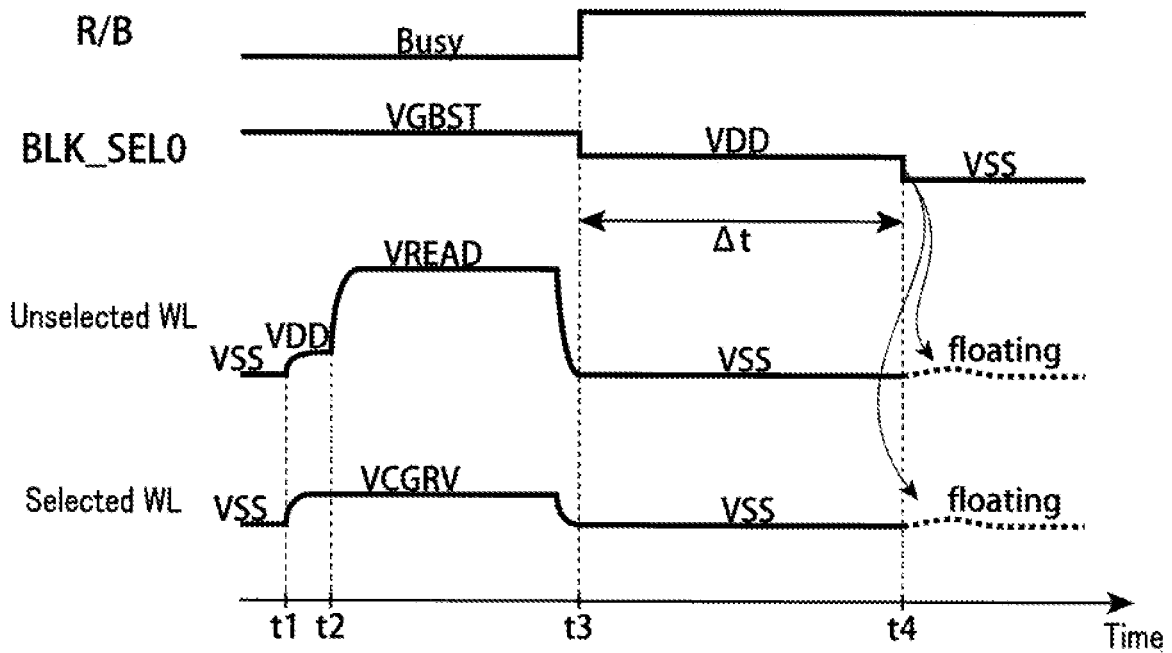 R/B
Busy
BLK_SEL0
VGBST
VDD
VSS
Δt
Unselected WL
VSS
VDD
VREAD
VSS
floating
Selected WL
VSS
VCGRV
VSS
floating
t1 t2 t3 t4
Time